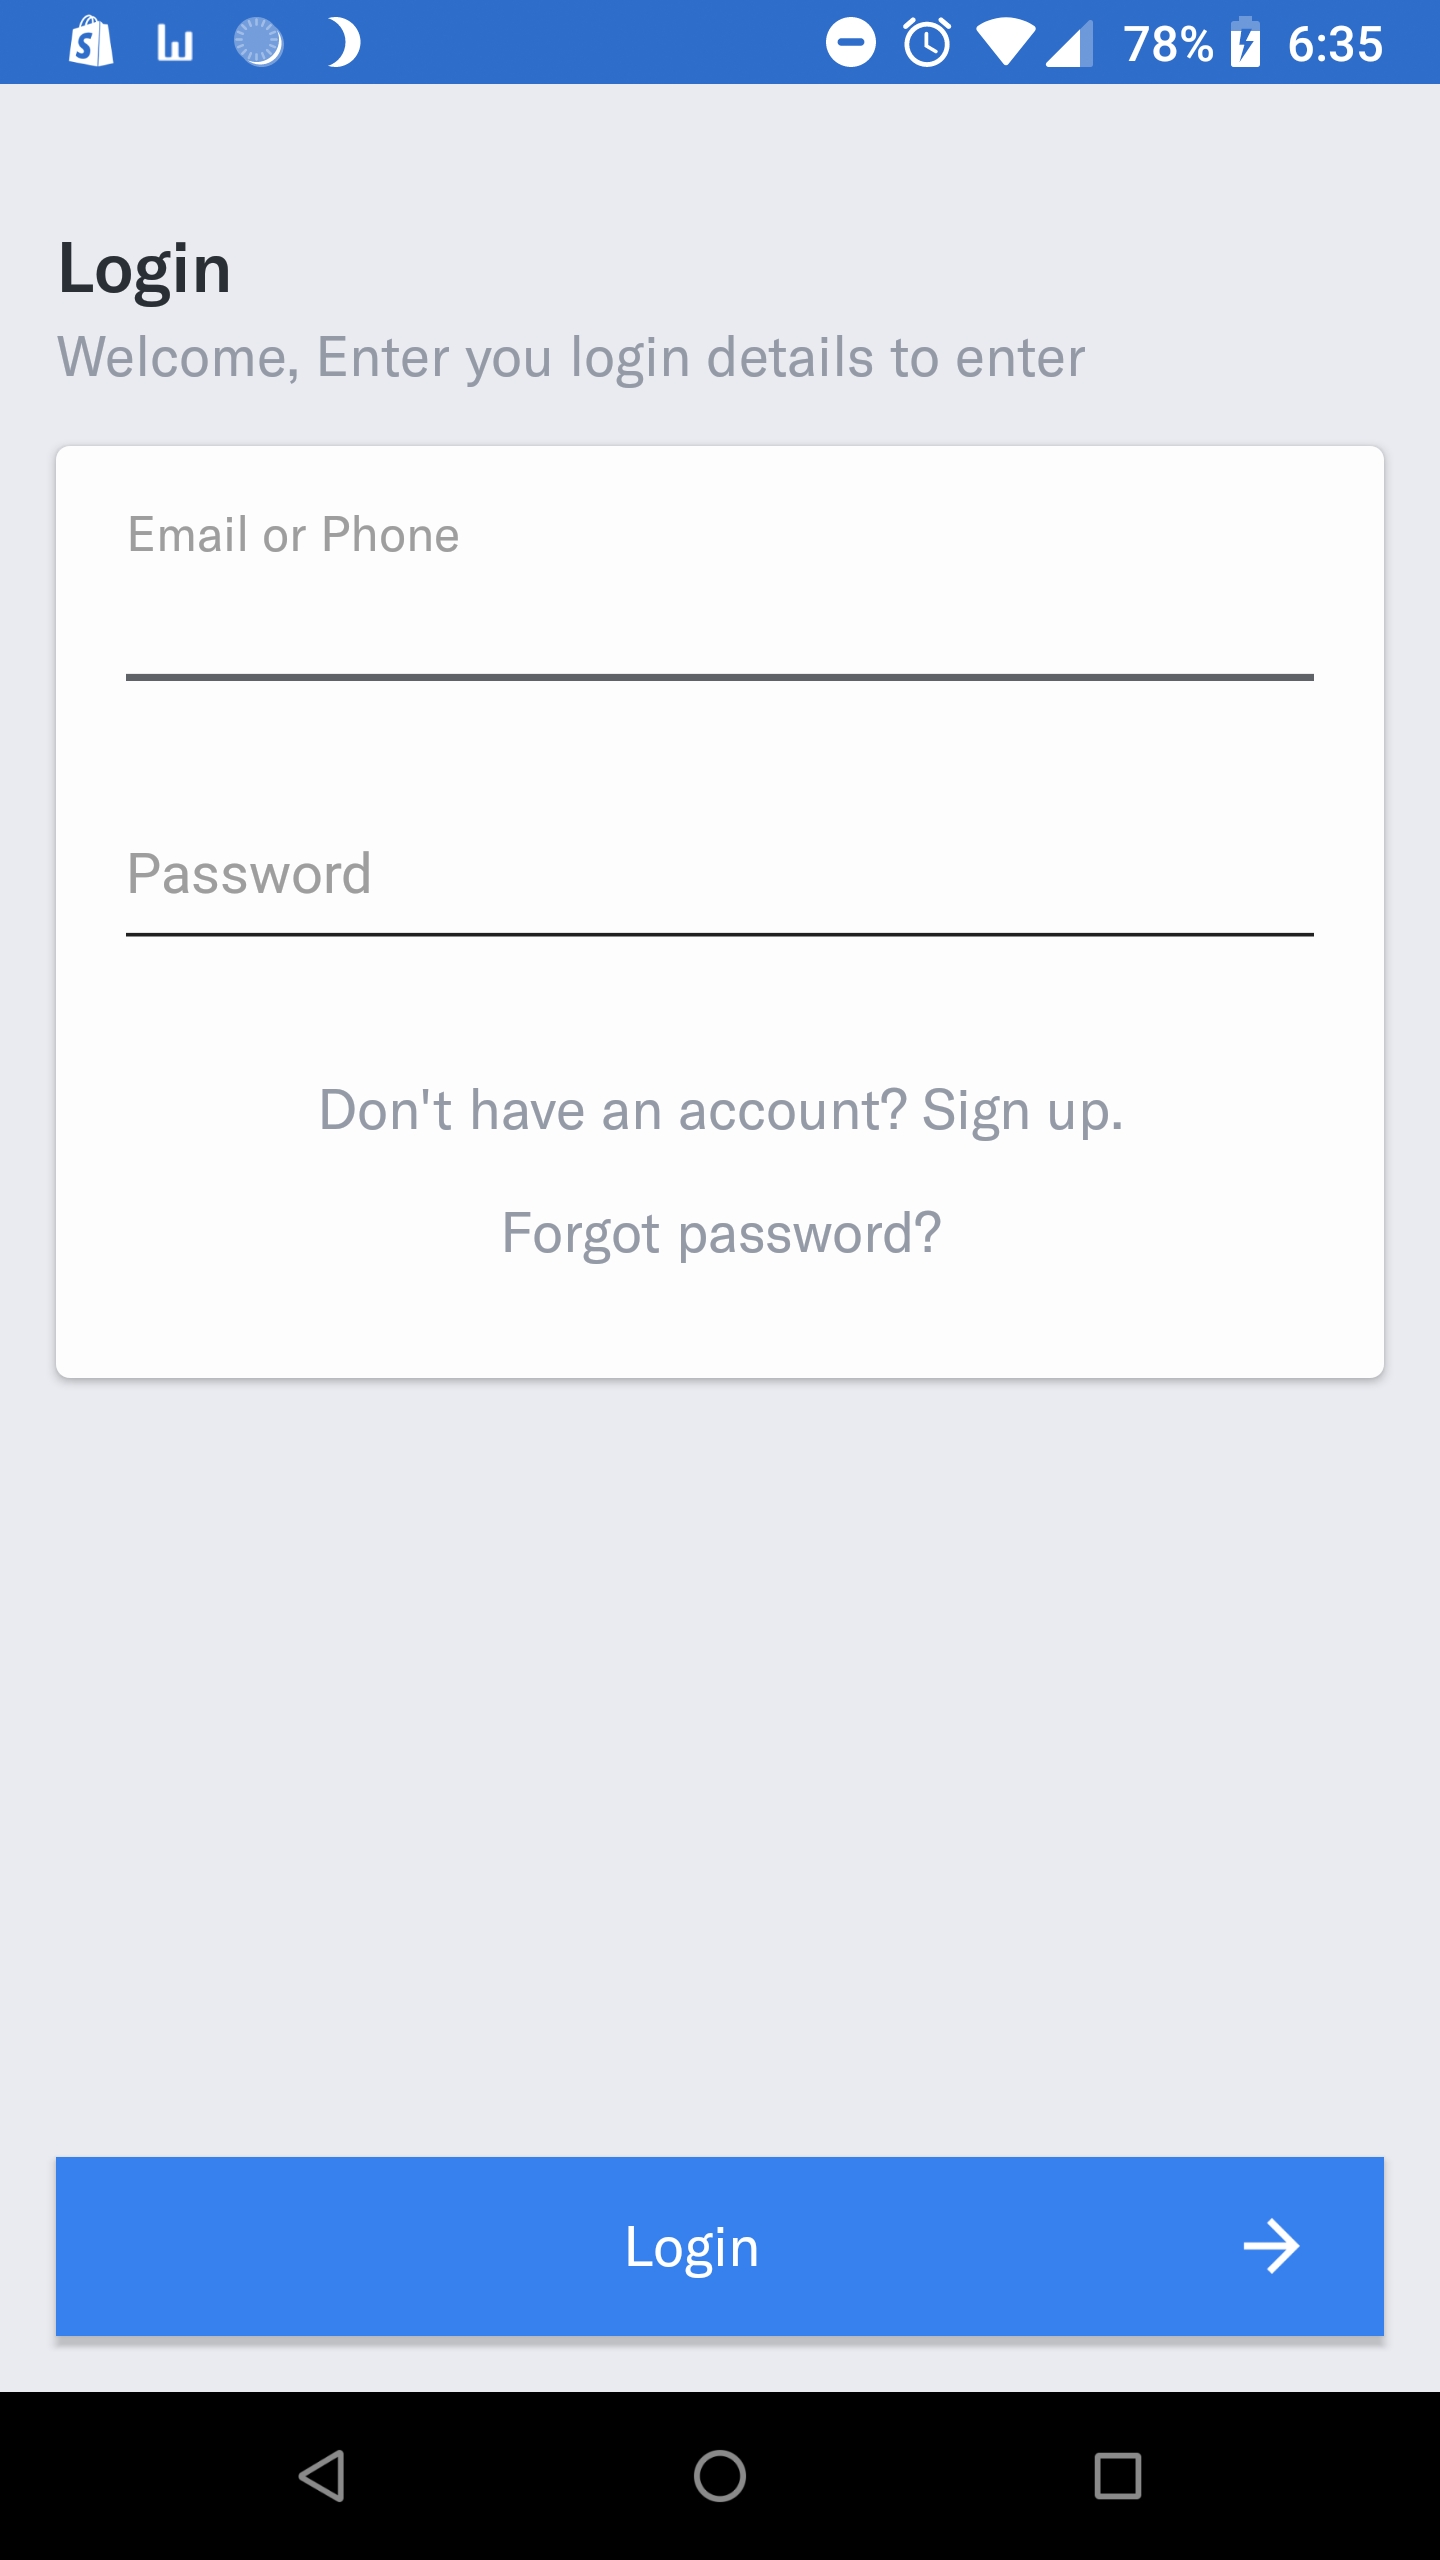 78% 6:35
Login
Welcome, Enter you login details to enter
Email or Phone
Password
Don't have an account? Sign up.
Forgot password?
Login